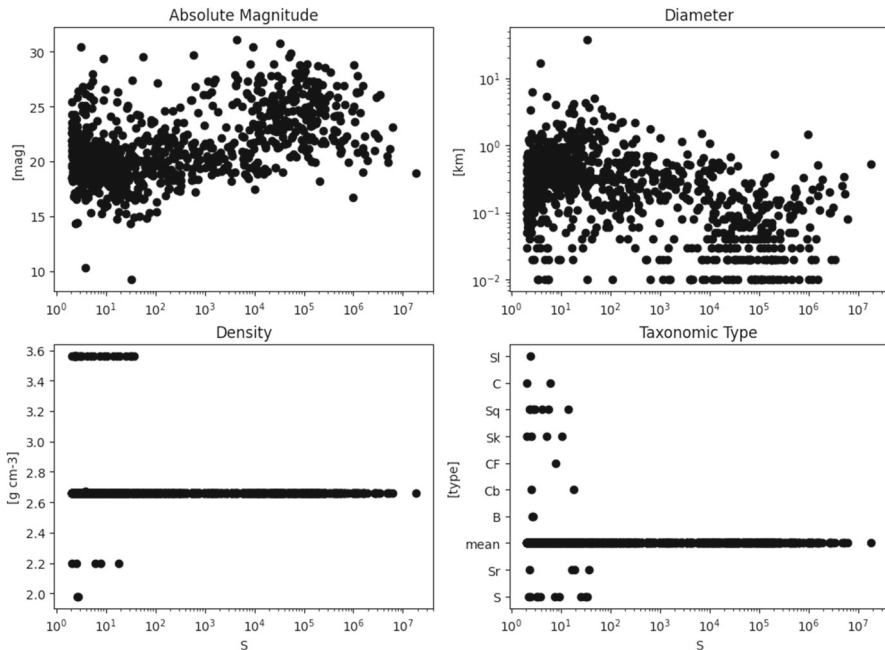 Absolute Magnitude
30
25
20
15
10
[mag]
10⁰ 10¹ 10² 10³ 10⁴ 10⁵ 10⁶ 10⁷
Diameter
10¹
10⁰
10⁻¹
10⁻²
[km]
10⁰ 10¹ 10² 10³ 10⁴ 10⁵ 10⁶ 10⁷
Density
3.6
3.4
3.2
3.0
2.8
2.6
2.4
2.2
2.0
[g cm-3]
10⁰ 10¹ 10² 10³ 10⁴ 10⁵ 10⁶ 10⁷
S
Taxonomic Type
Sl
C
Sq
Sk
CF
Cb
B
mean
Sr
S
[type]
10⁰ 10¹ 10² 10³ 10⁴ 10⁵ 10⁶ 10⁷
S